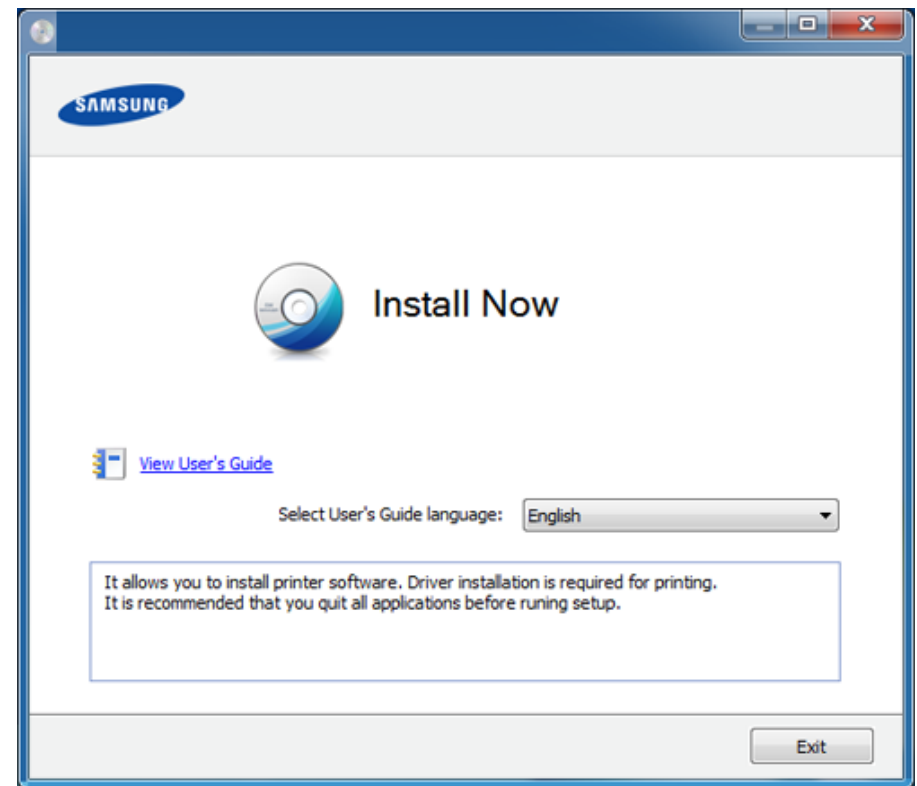 SAMSUNG
Install Now
View User's Guide
Select User's Guide language: English
It allows you to install printer software. Driver installation is required for printing.
It is recommended that you quit all applications before runing setup.
Exit